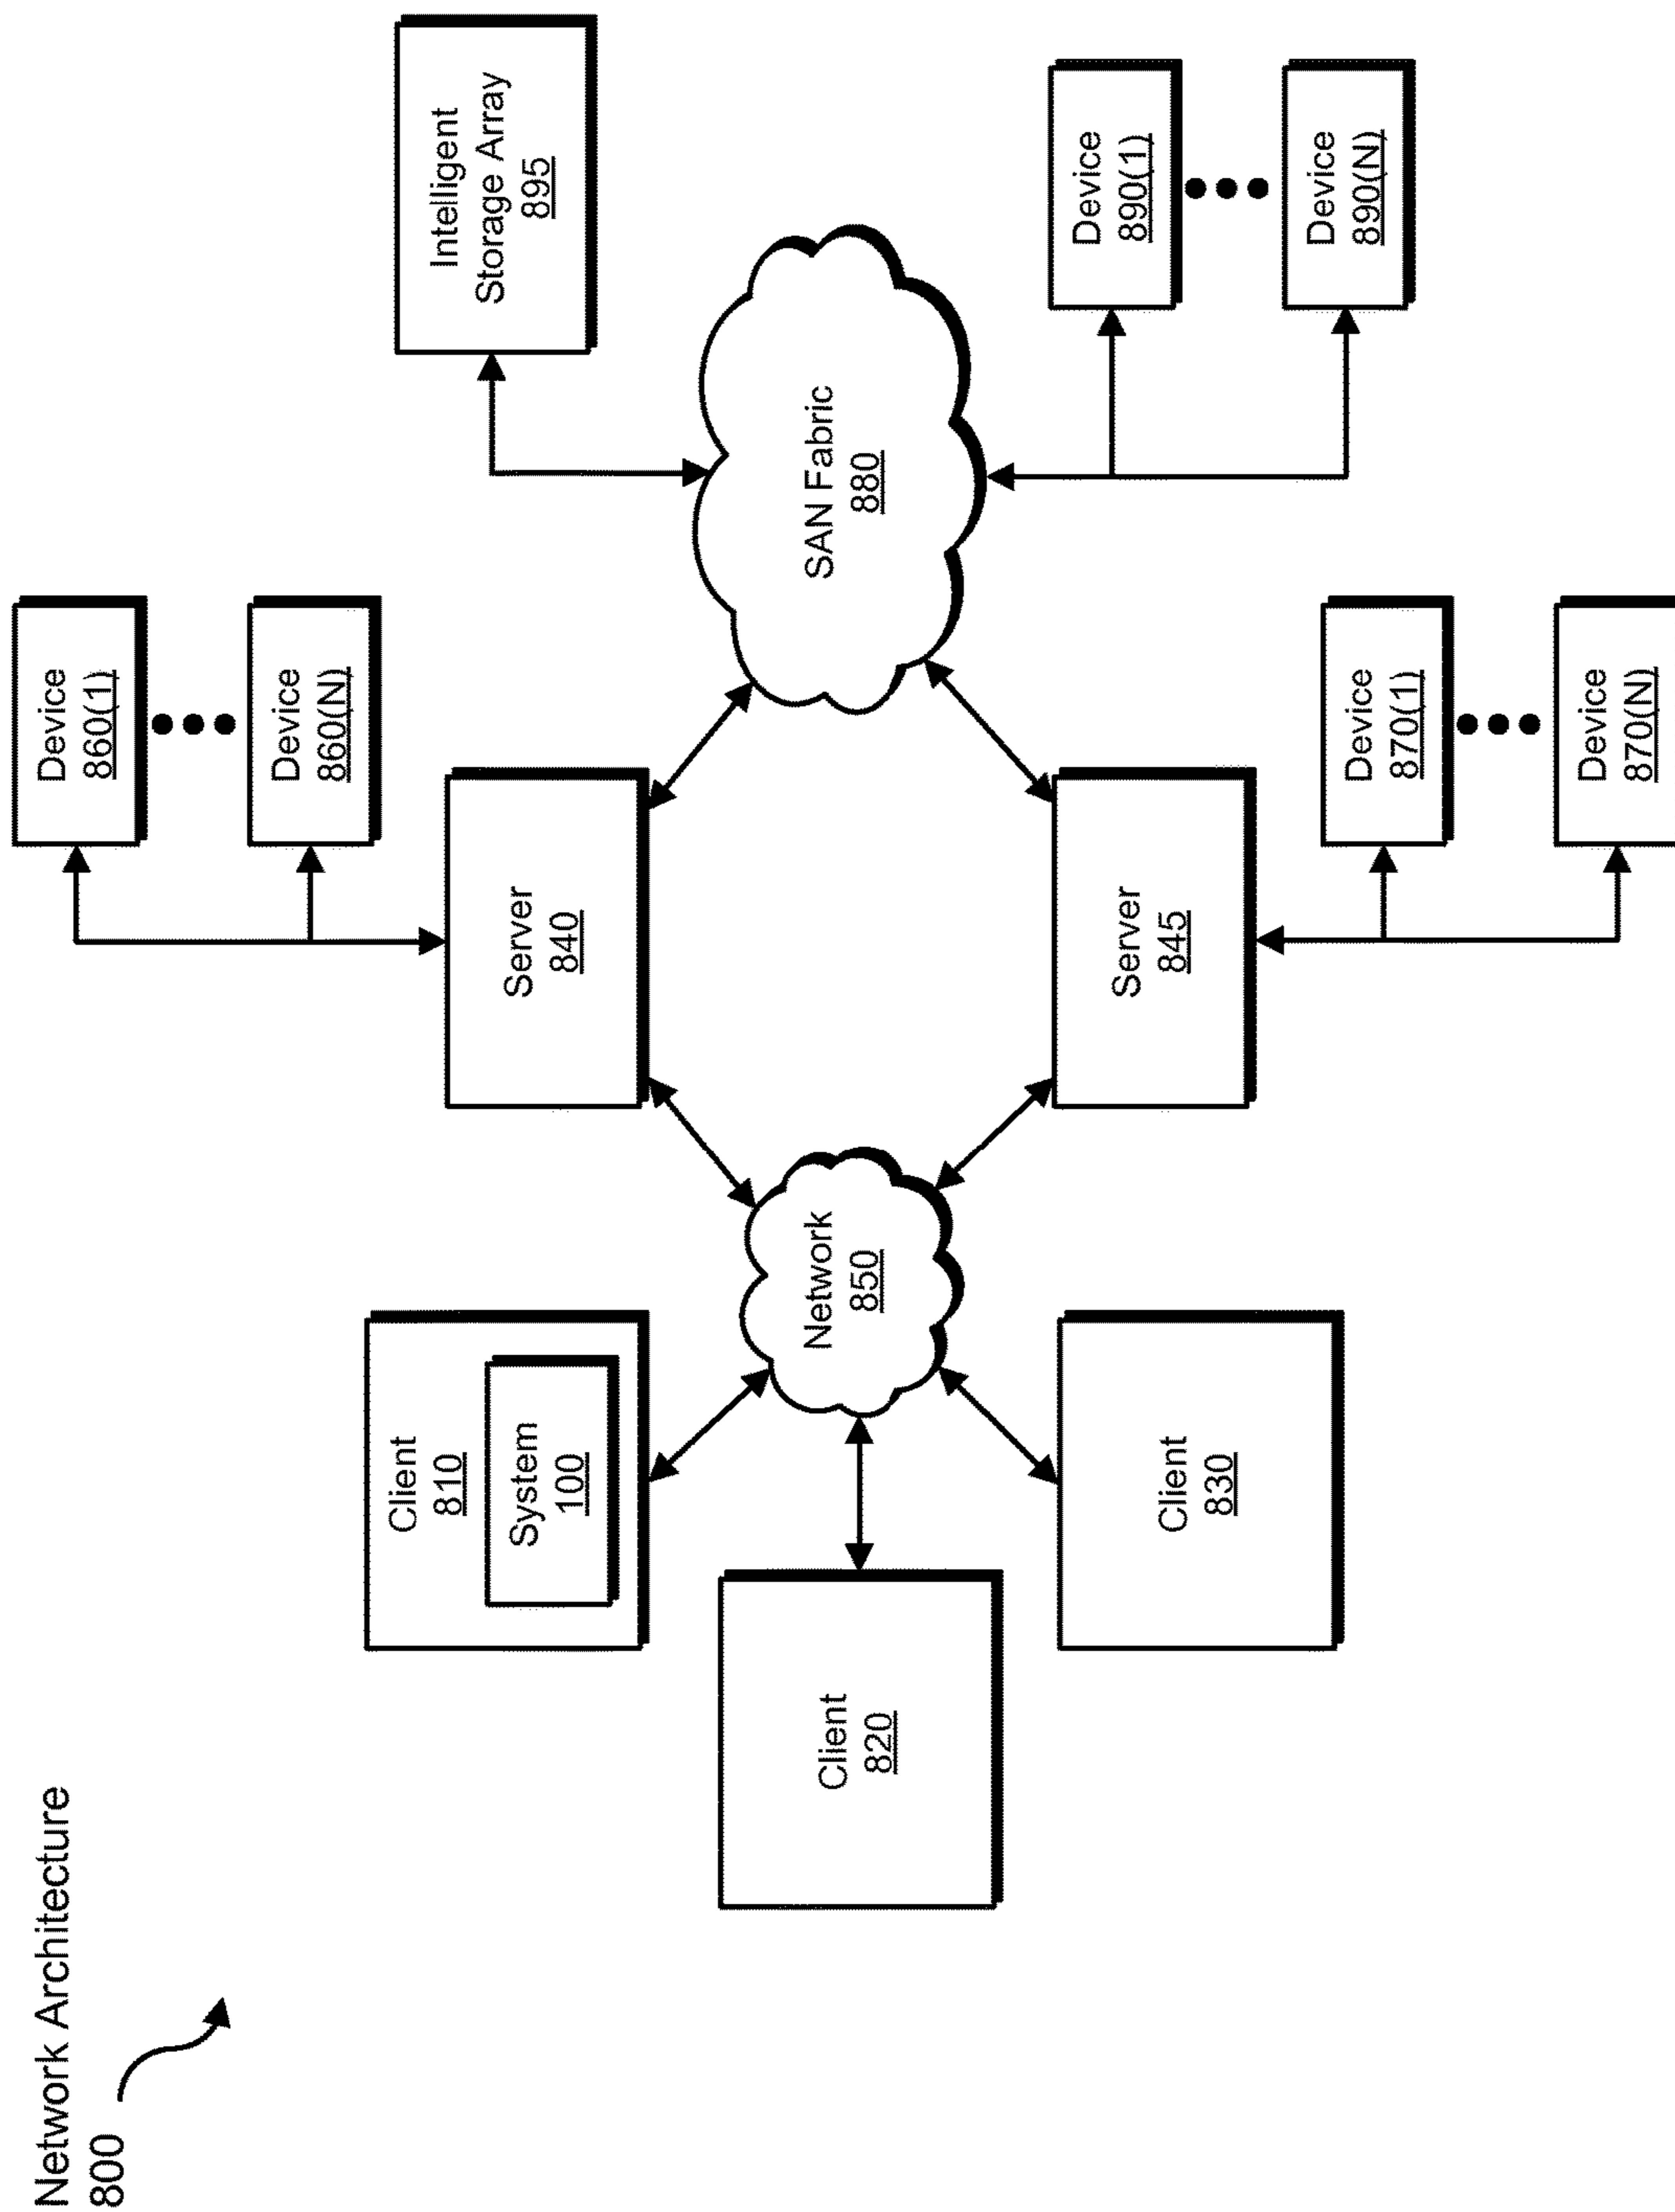 Network Architecture
800
Client
810
System
100
Client
820
Client
830
Network
850
Server
840
Server
845
Device
860(1)
Device
860(N)
Device
870(1)
Device
870(N)
SAN Fabric
880
Intelligent
Storage Array
895
Device
890(1)
Device
890(N)